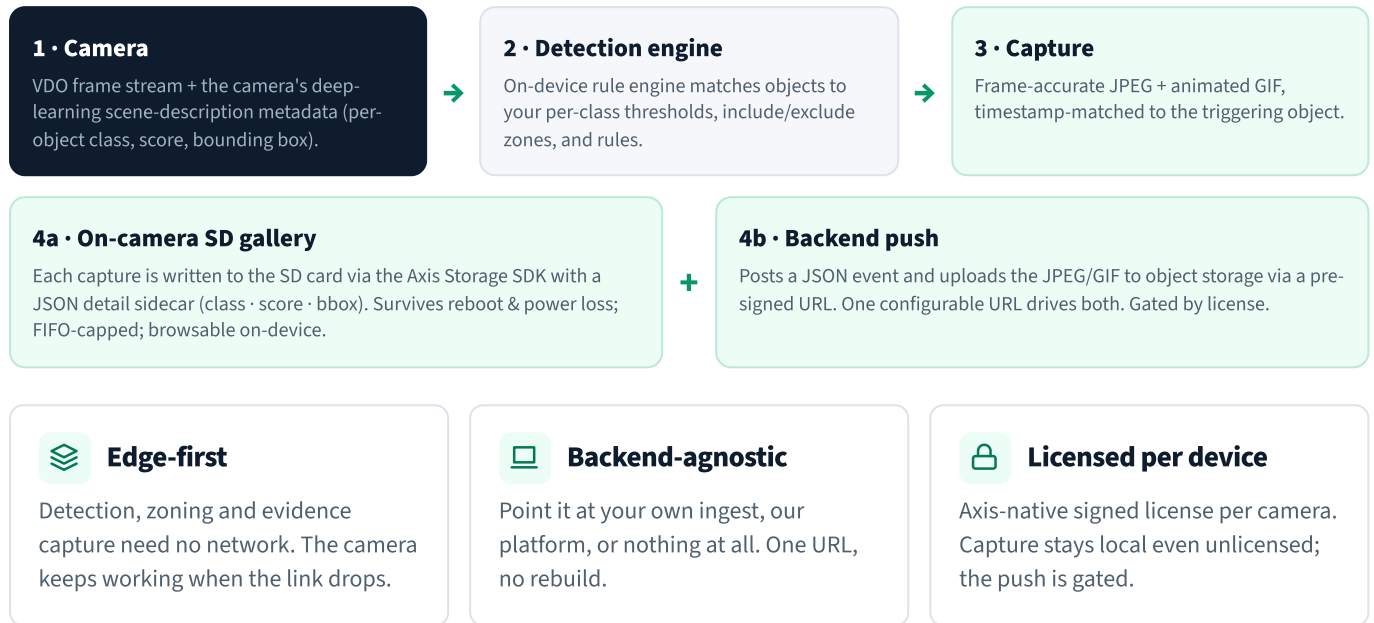 1 · Camera
VDO frame stream + the camera's deep-
learning scene-description metadata (per-
object class, score, bounding box).
→
2 · Detection engine
On-device rule engine matches objects to
your per-class thresholds, include/exclude
zones, and rules.
→
3 · Capture
Frame-accurate JPEG + animated GIF,
timestamp-matched to the triggering object.
4a · On-camera SD gallery
Each capture is written to the SD card via the Axis Storage SDK with a
JSON detail sidecar (class · score · bbox). Survives reboot & power loss;
FIFO-capped; browsable on-device.
+
4b · Backend push
Posts a JSON event and uploads the JPEG/GIF to object storage via a pre-
signed URL. One configurable URL drives both. Gated by license.
Edge-first
Detection, zoning and evidence
capture need no network. The camera
keeps working when the link drops.
Backend-agnostic
Point it at your own ingest, our
platform, or nothing at all. One URL,
no rebuild.
Licensed per device
Axis-native signed license per camera.
Capture stays local even unlicensed;
the push is gated.